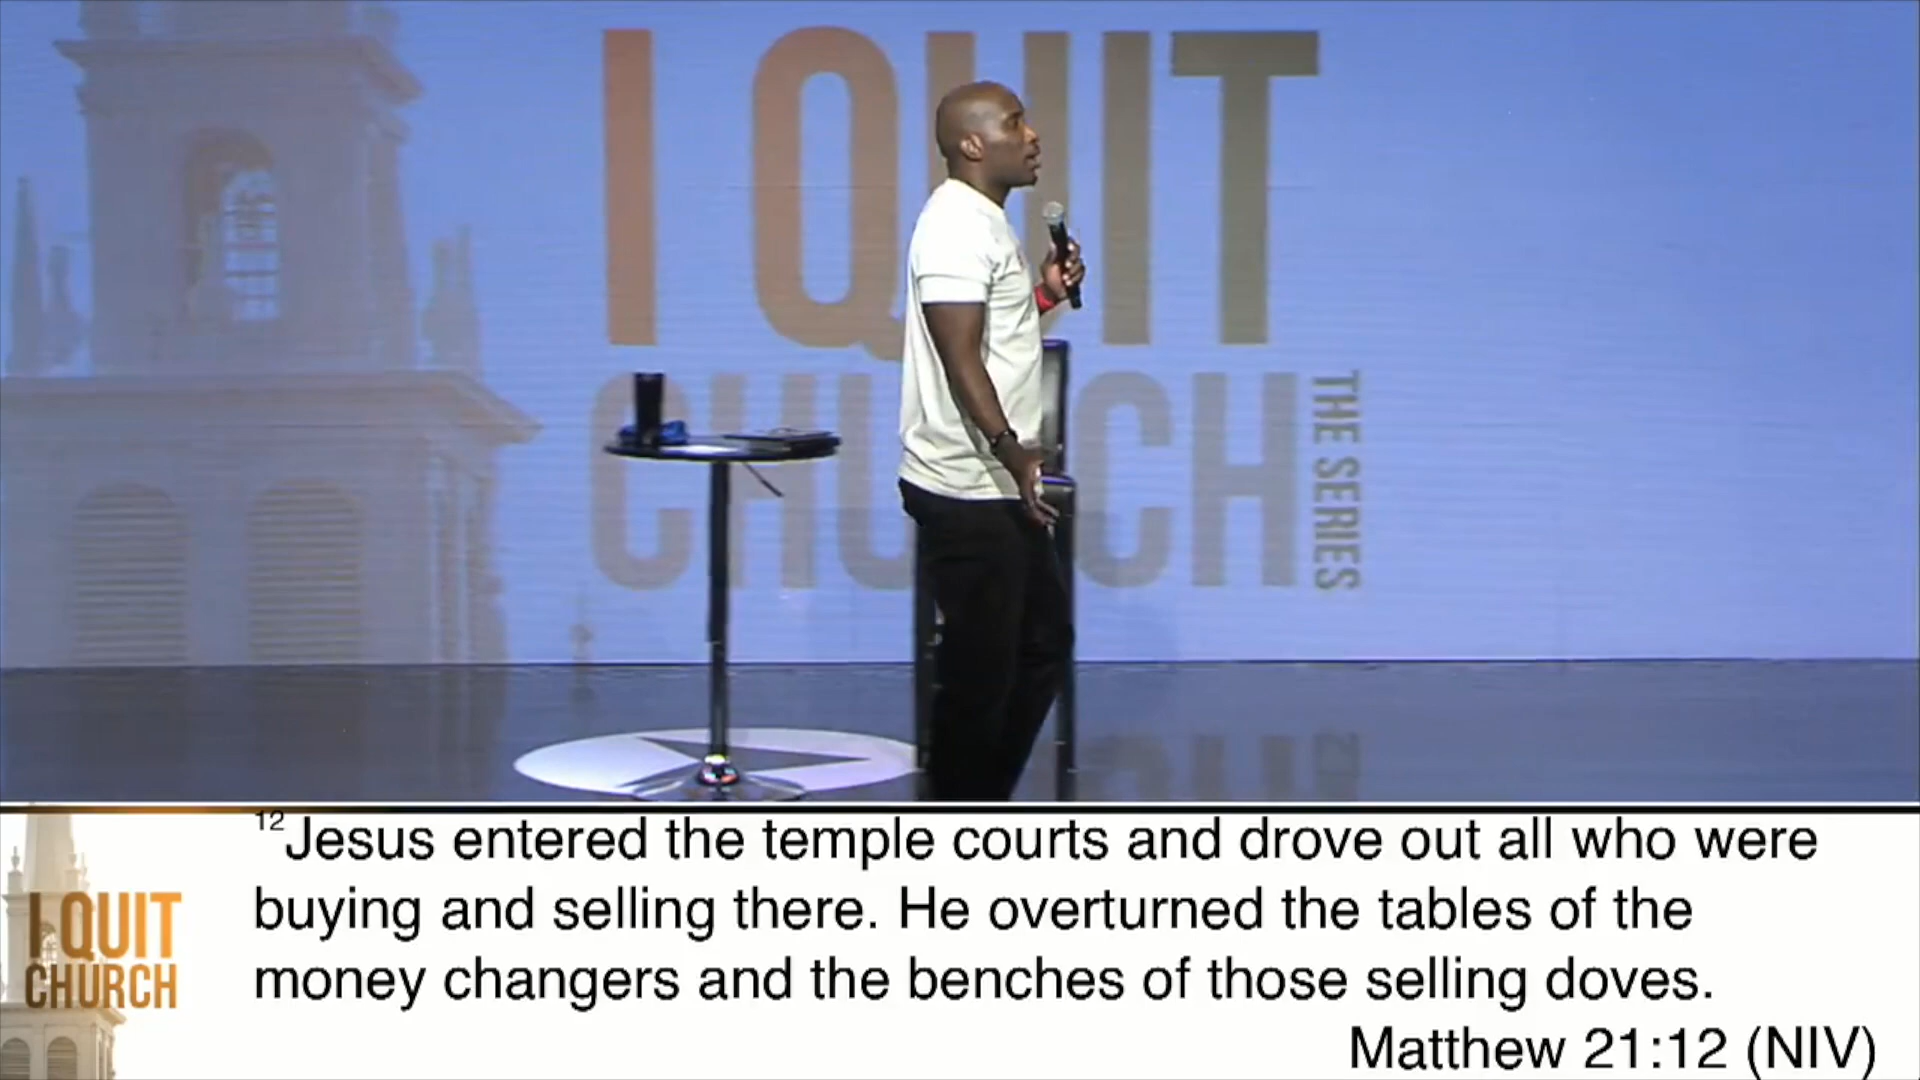 I QUIT
CHURCH
THE SERIES
¹²Jesus entered the temple courts and drove out all who were
buying and selling there. He overturned the tables of the
money changers and the benches of those selling doves.
Matthew 21:12 (NIV)
I QUIT
CHURCH